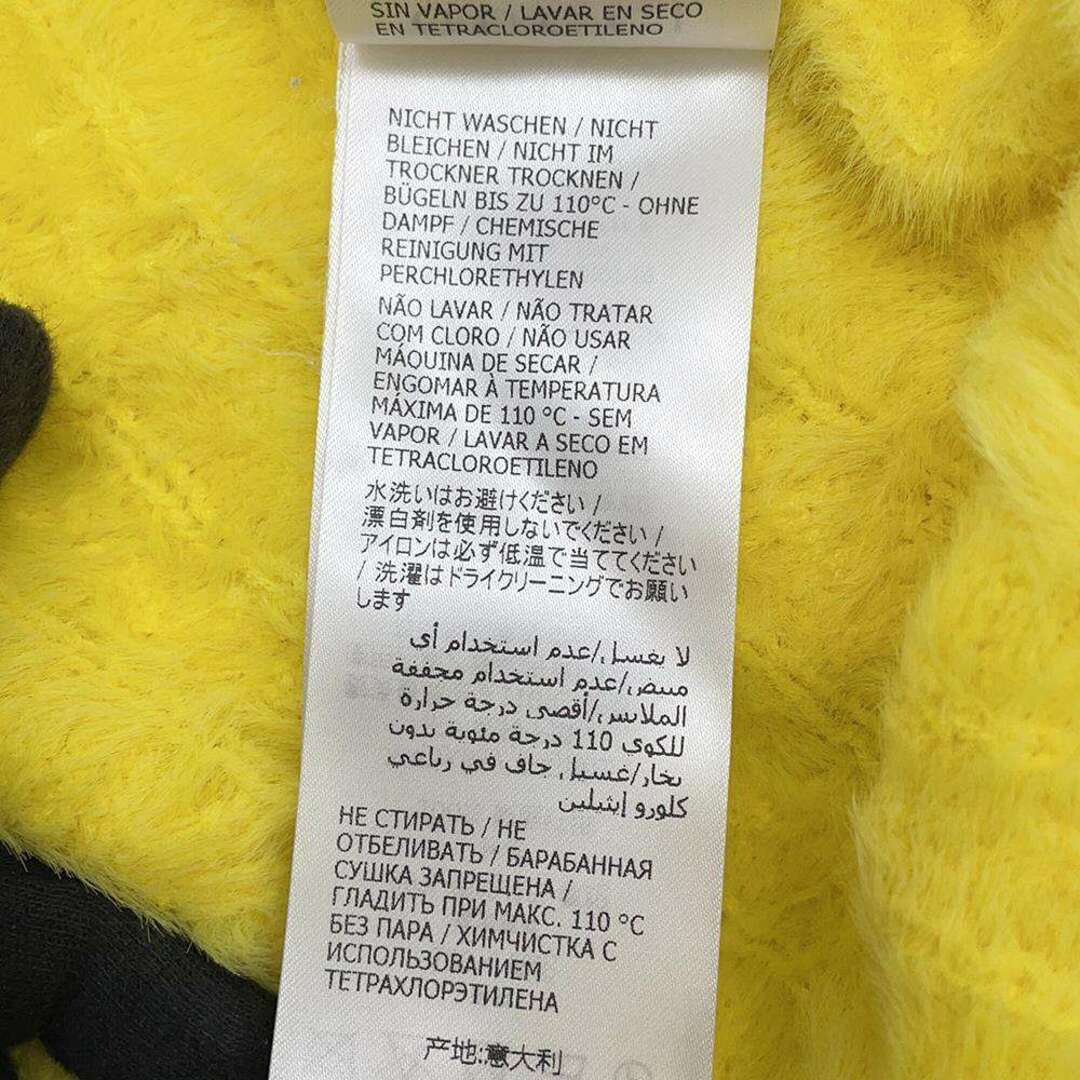 SIN VAPOR / LAVAR EN SECO
EN TETRACLOROETILENO
NICHT WASCHEN / NICHT
BLEICHEN / NICHT IM
TROCKNER TROCKNEN /
BÜGELN BIS ZU 110°C - OHNE
DAMPF / CHEMISCHE
REINIGUNG MIT
PERCHLORETHYLEN
NÃO LAVAR / NÃO TRATAR
COM CLORO / NÃO USAR
MÁQUINA DE SECAR /
ENGOMAR À TEMPERATURA
MÁXIMA DE 110 °C - SEM
VAPOR / LAVAR A SECO EM
TETRACLOROETILENO
水洗いはお避けください /
漂白剤を使用しないでください /
アイロンは必ず低温で当ててください
/ 洗濯はドライクリーニングでお願い
します
لا يغسل/عدم استخدام أى
مبيض/عدم استخدام مجففة
الملابس/أقصى درجة حرارة
للكوي 110 درجة مئوية بدون
بخار/غسيل جاف في رباعي
كلورو إيثيلين
НЕ СТИРАТЬ / НЕ
ОТБЕЛИВАТЬ / БАРАБАННАЯ
СУШКА ЗАПРЕЩЕНА /
ГЛАДИТЬ ПРИ МАКС. 110 °C
БЕЗ ПАРА / ХИМЧИСТКА С
ИСПОЛЬЗОВАНИЕМ
ТЕТРАХЛОРЭТИЛЕНА
产地:意大利